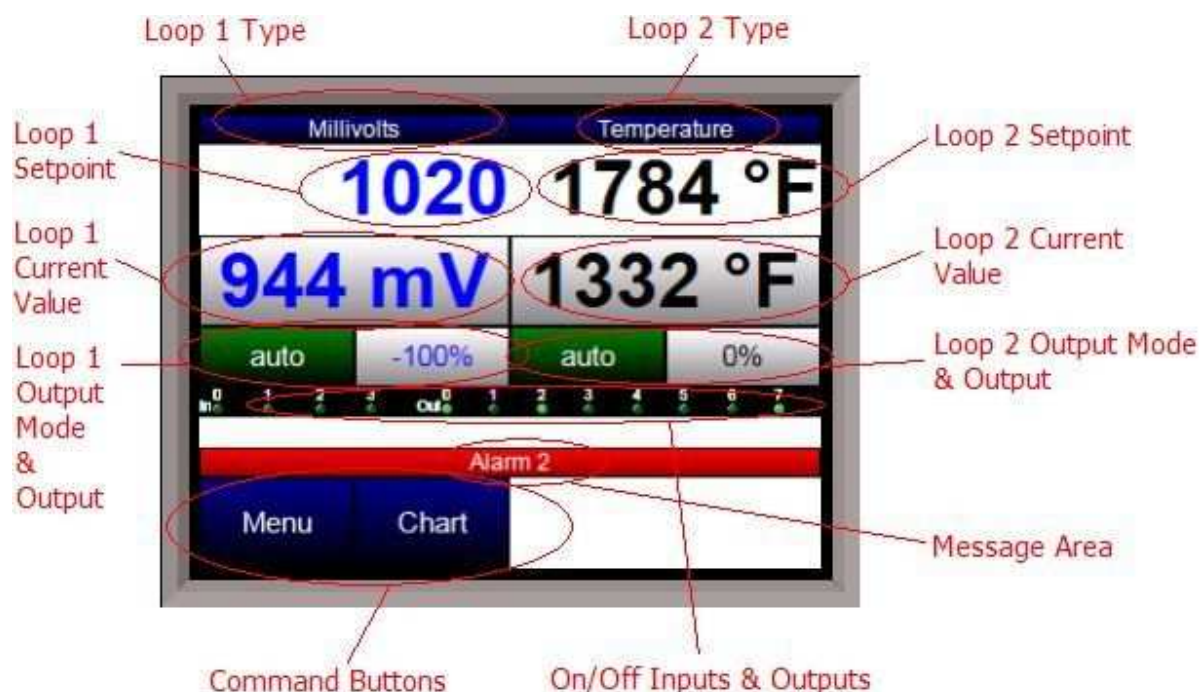 Loop 1 Type
Loop 2 Type
Loop 1
Setpoint
Loop 2 Setpoint
Loop 1
Current
Value
Loop 2 Current
Value
Loop 1
Output
Mode
&
Output
Loop 2 Output Mode
& Output
Millivolts
Temperature
1020
1784 °F
944 mV
1332 °F
auto
-100%
auto
0%
In 0 1 2 3 Out 0 1 2 3 4 5 6 7
Alarm 2
Menu
Chart
Message Area
Command Buttons
On/Off Inputs & Outputs